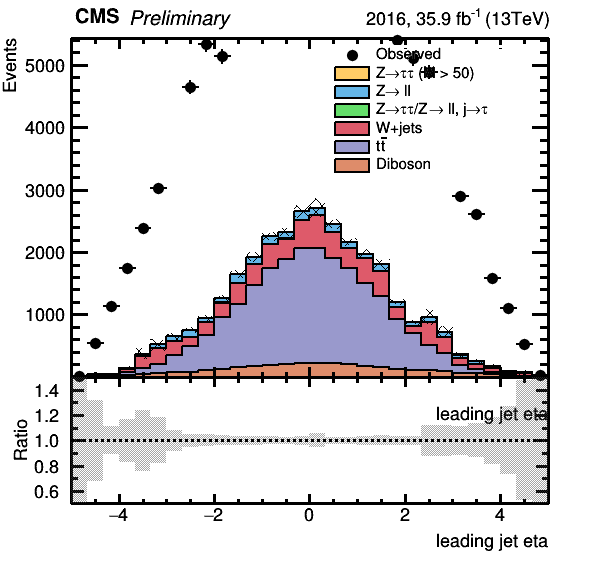 CMS Preliminary
2016, 35.9 fb-1 (13TeV)
Events
5000
4000
3000
2000
1000
Observed
Z→ττ ( > 50)
Z→ ll
Z→ττ/Z→ ll, j→τ
W+jets
tt̄
Diboson
leading jet eta
Ratio
1.4
1.2
1.0
0.8
0.6
−4 −2 0 2 4
leading jet eta